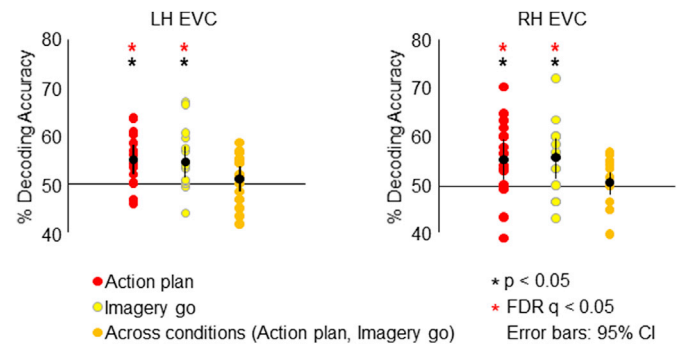 LH EVC
RH EVC
% Decoding Accuracy
80
70
60
50
40
* *
* *
% Decoding Accuracy
80
70
60
50
40
* *
* *
Action plan
Imagery go
Across conditions (Action plan, Imagery go)
* p < 0.05
* FDR q < 0.05
Error bars: 95% CI